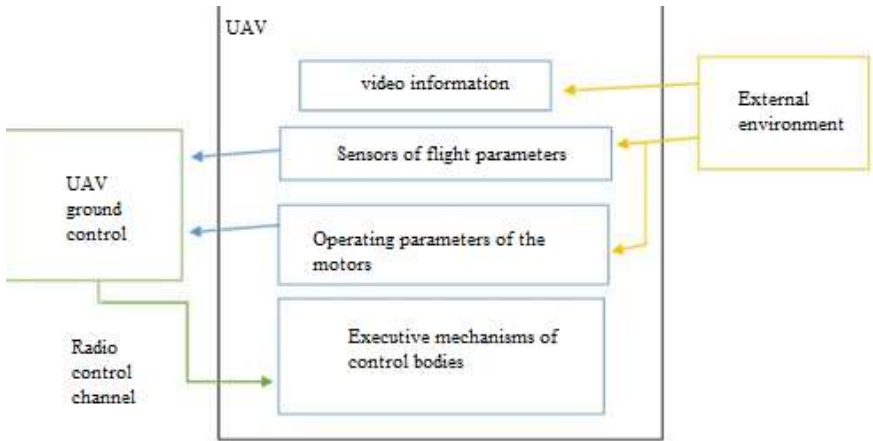 UAV
video information
External
environment
Sensors of flight parameters
UAV
ground
control
Operating parameters of the
motors
Executive mechanisms of
control bodies
Radio
control
channel